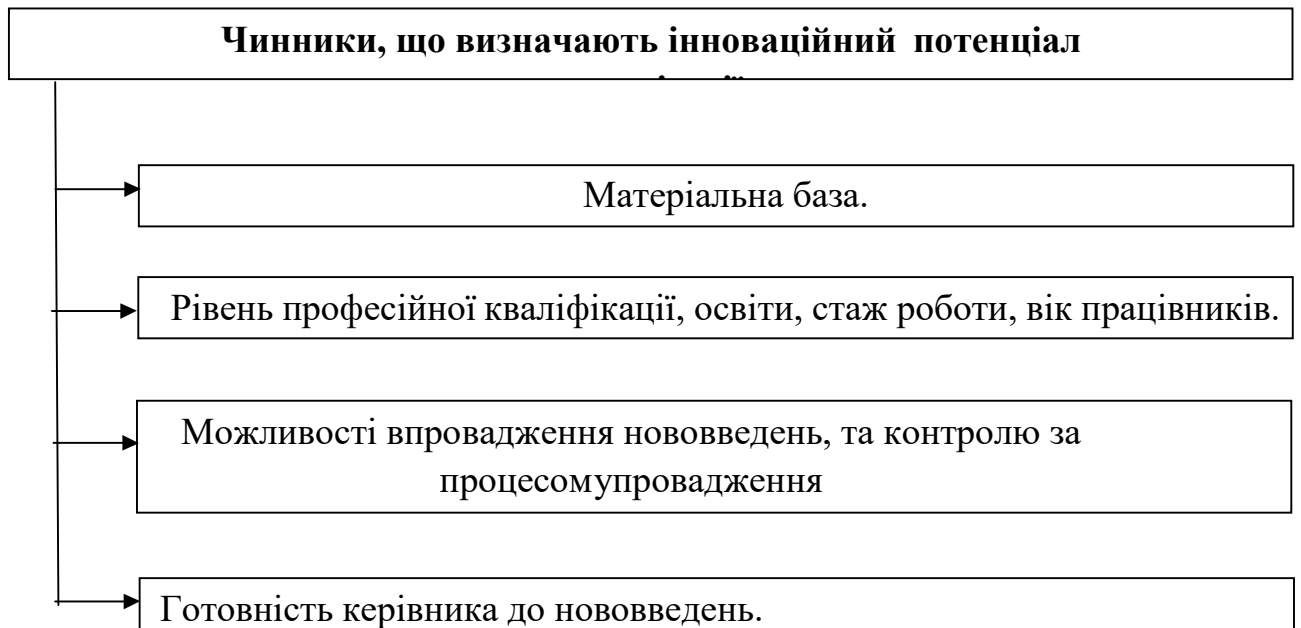 Чинники, що визначають інноваційний потенціал
Матеріальна база.
Рівень професійної кваліфікації, освіти, стаж роботи, вік працівників.
Можливості впровадження нововведень, та контролю за
процесомупровадження
Готовність керівника до нововведень.